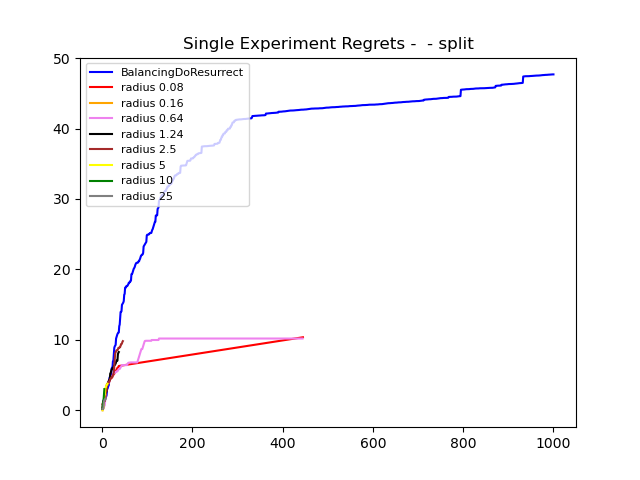 Single Experiment Regrets -  - split
50
40
30
20
10
0
BalancingDoResurrect
radius 0.08
radius 0.16
radius 0.64
radius 1.24
radius 2.5
radius 5
radius 10
radius 25
0 200 400 600 800 1000